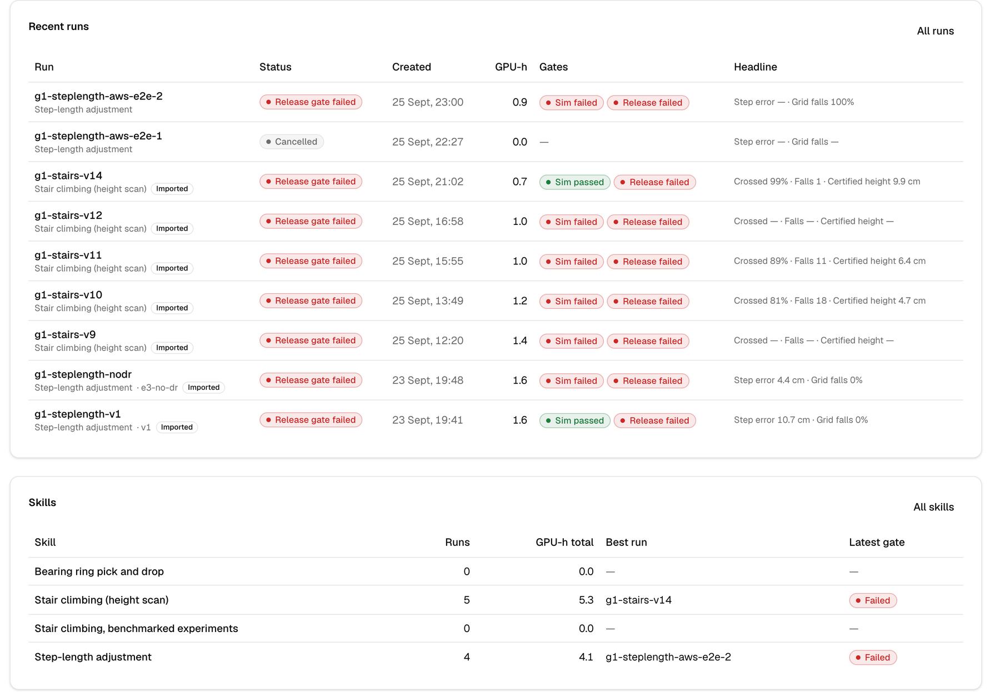 Recent runs
All runs
Run Status Created GPU-h Gates Headline
g1-steplength-aws-e2e-2
Step-length adjustment
Release gate failed 25 Sept, 23:00 0.9 Sim failed Release failed Step error — · Grid falls 100%
g1-steplength-aws-e2e-1
Step-length adjustment
Cancelled 25 Sept, 22:27 0.0 — Step error — · Grid falls —
g1-stairs-v14
Stair climbing (height scan) Imported
Release gate failed 25 Sept, 21:02 0.7 Sim passed Release failed Crossed 99% · Falls 1 · Certified height 9.9 cm
g1-stairs-v12
Stair climbing (height scan) Imported
Release gate failed 25 Sept, 16:58 1.0 Sim failed Release failed Crossed — · Falls — · Certified height —
g1-stairs-v11
Stair climbing (height scan) Imported
Release gate failed 25 Sept, 15:55 1.0 Sim failed Release failed Crossed 89% · Falls 11 · Certified height 6.4 cm
g1-stairs-v10
Stair climbing (height scan) Imported
Release gate failed 25 Sept, 13:49 1.2 Sim failed Release failed Crossed 81% · Falls 18 · Certified height 4.7 cm
g1-stairs-v9
Stair climbing (height scan) Imported
Release gate failed 25 Sept, 12:20 1.4 Sim failed Release failed Crossed — · Falls — · Certified height —
g1-steplength-nodr
Step-length adjustment · e3-no-dr Imported
Release gate failed 23 Sept, 19:48 1.6 Sim failed Release failed Step error 4.4 cm · Grid falls 0%
g1-steplength-v1
Step-length adjustment · v1 Imported
Release gate failed 23 Sept, 19:41 1.6 Sim passed Release failed Step error 10.7 cm · Grid falls 0%
Skills
All skills
Skill Runs GPU-h total Best run Latest gate
Bearing ring pick and drop 0 0.0 — —
Stair climbing (height scan) 5 5.3 g1-stairs-v14 Failed
Stair climbing, benchmarked experiments 0 0.0 — —
Step-length adjustment 4 4.1 g1-steplength-aws-e2e-2 Failed